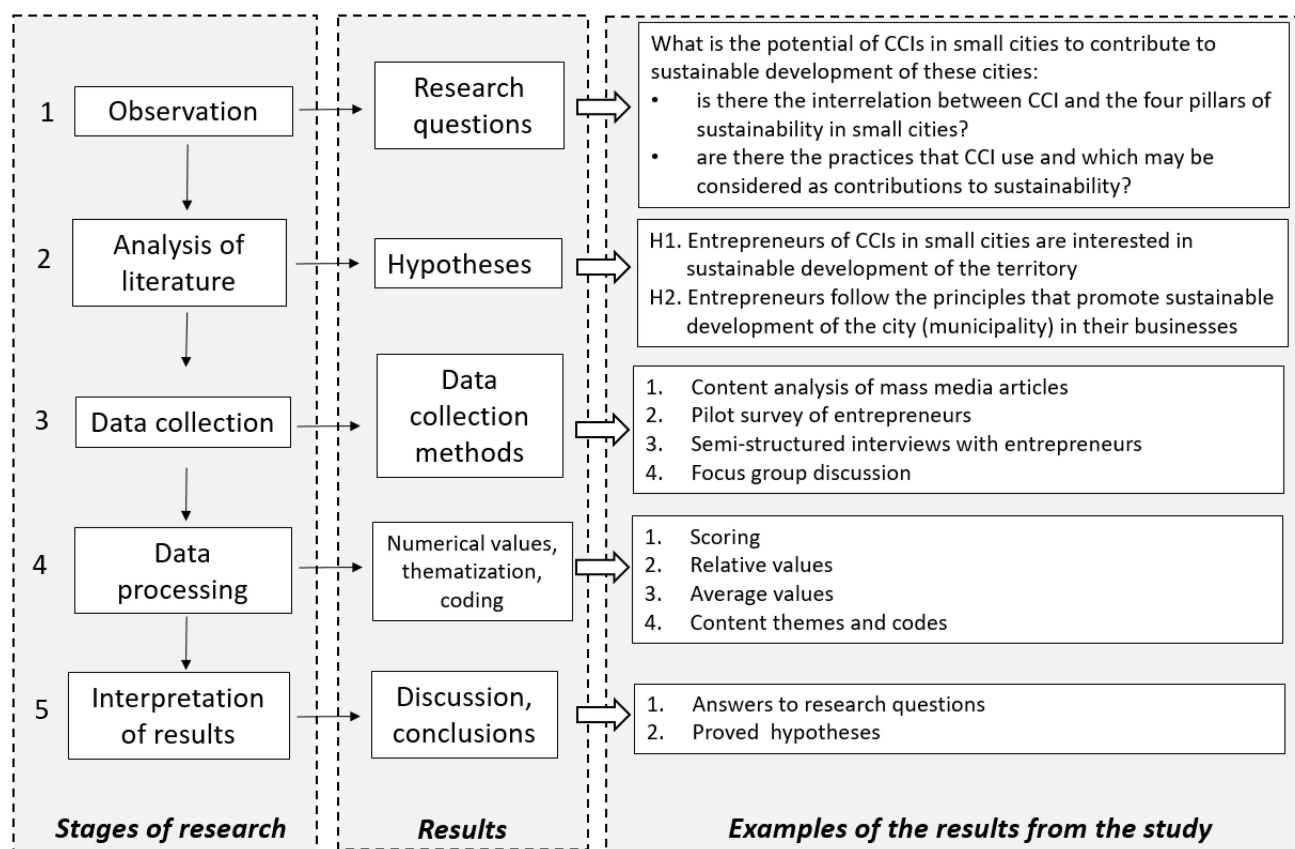 1
Observation
Research
questions
What is the potential of CCIs in small cities to contribute to
sustainable development of these cities:
• is there the interrelation between CCI and the four pillars of
sustainability in small cities?
• are there the practices that CCI use and which may be
considered as contributions to sustainability?
2
Analysis of
literature
Hypotheses
H1. Entrepreneurs of CCIs in small cities are interested in
sustainable development of the territory
H2. Entrepreneurs follow the principles that promote sustainable
development of the city (municipality) in their businesses
3
Data collection
Data
collection
methods
1. Content analysis of mass media articles
2. Pilot survey of entrepreneurs
3. Semi-structured interviews with entrepreneurs
4. Focus group discussion
4
Data
processing
Numerical values,
thematization,
coding
1. Scoring
2. Relative values
3. Average values
4. Content themes and codes
5
Interpretation
of results
Discussion,
conclusions
1. Answers to research questions
2. Proved hypotheses
Stages of research
Results
Examples of the results from the study